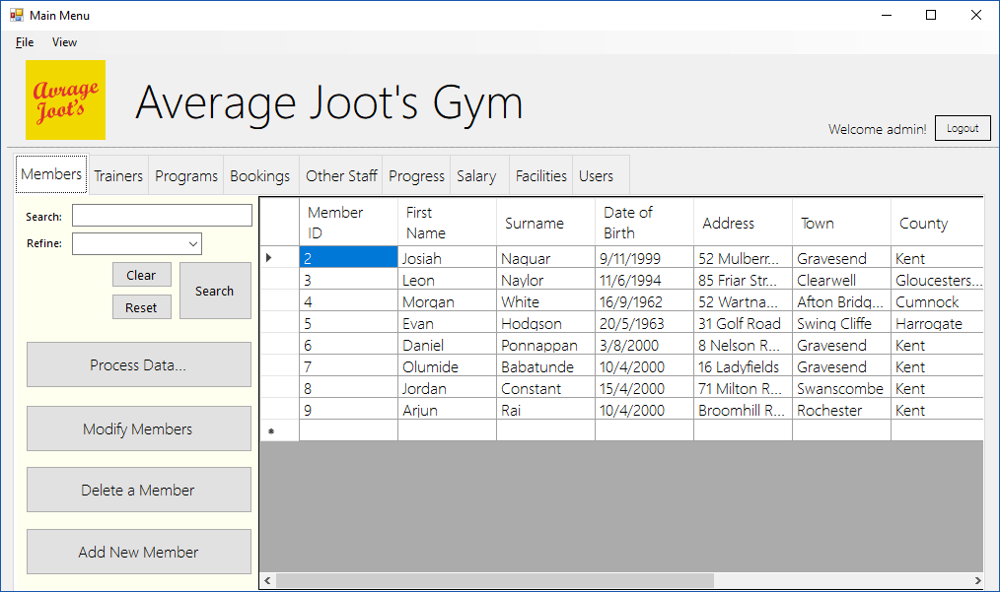 Main Menu
File View
Avrage
Joot's
Average Joot's Gym
Welcome admin! Logout
Members Trainers Programs Bookings Other Staff Progress Salary Facilities Users
Search:
Refine:
Clear
Reset
Search
Process Data...
Modify Members
Delete a Member
Add New Member
Member ID First Name Surname Date of Birth Address Town County
2 Josiah Naguar 9/11/1999 52 Mulberr... Gravesend Kent
3 Leon Naylor 11/6/1994 85 Friar Str... Clearwell Gloucesters...
4 Morgan White 16/9/1962 52 Wartna... Afton Bridg... Cumnock
5 Evan Hodgson 20/5/1963 31 Golf Road Swing Cliffe Harrogate
6 Daniel Ponnappan 3/8/2000 8 Nelson R... Gravesend Kent
7 Olumide Babatunde 10/4/2000 16 Ladyfields Gravesend Kent
8 Jordan Constant 15/4/2000 71 Milton R... Swanscombe Kent
9 Arjun Rai 10/4/2000 Broomhill R... Rochester Kent